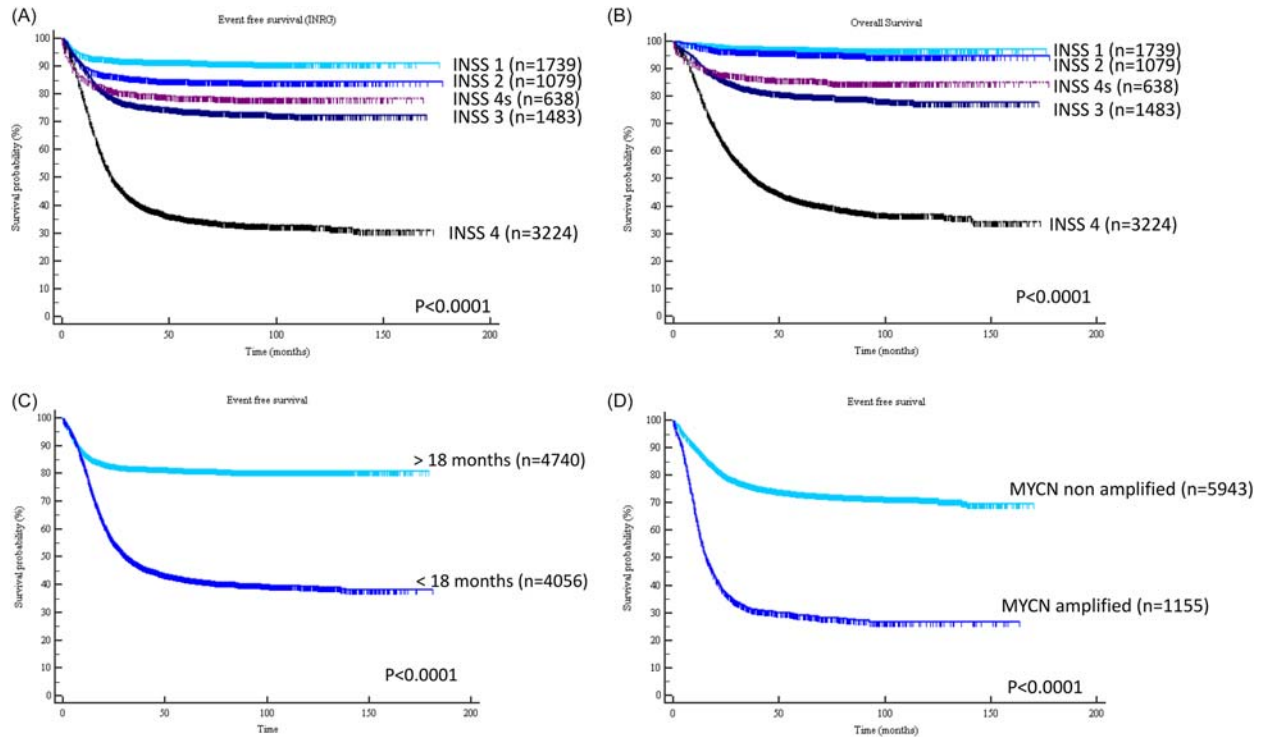 (A)
Event free survival (INRG)
Survival probability (%)
100
90
80
70
60
50
40
30
20
10
0
INSS 1 (n=1739)
INSS 2 (n=1079)
INSS 4s (n=638)
INSS 3 (n=1483)
INSS 4 (n=3224)
P<0.0001
0 50 100 150 200
Time (months)
(B)
Overall Survival
Survival probability (%)
100
90
80
70
60
50
40
30
20
10
0
INSS 1 (n=1739)
INSS 2 (n=1079)
INSS 4s (n=638)
INSS 3 (n=1483)
INSS 4 (n=3224)
P<0.0001
0 50 100 150 200
Time (months)
(C)
Event free survival
Survival probability (%)
100
90
80
70
60
50
40
30
20
10
0
> 18 months (n=4740)
< 18 months (n=4056)
P<0.0001
0 50 100 150 200
Time
(D)
Event free surival
Survival probability (%)
100
90
80
70
60
50
40
30
20
10
0
MYCN non amplified (n=5943)
MYCN amplified (n=1155)
P<0.0001
0 50 100 150 200
Time (months)